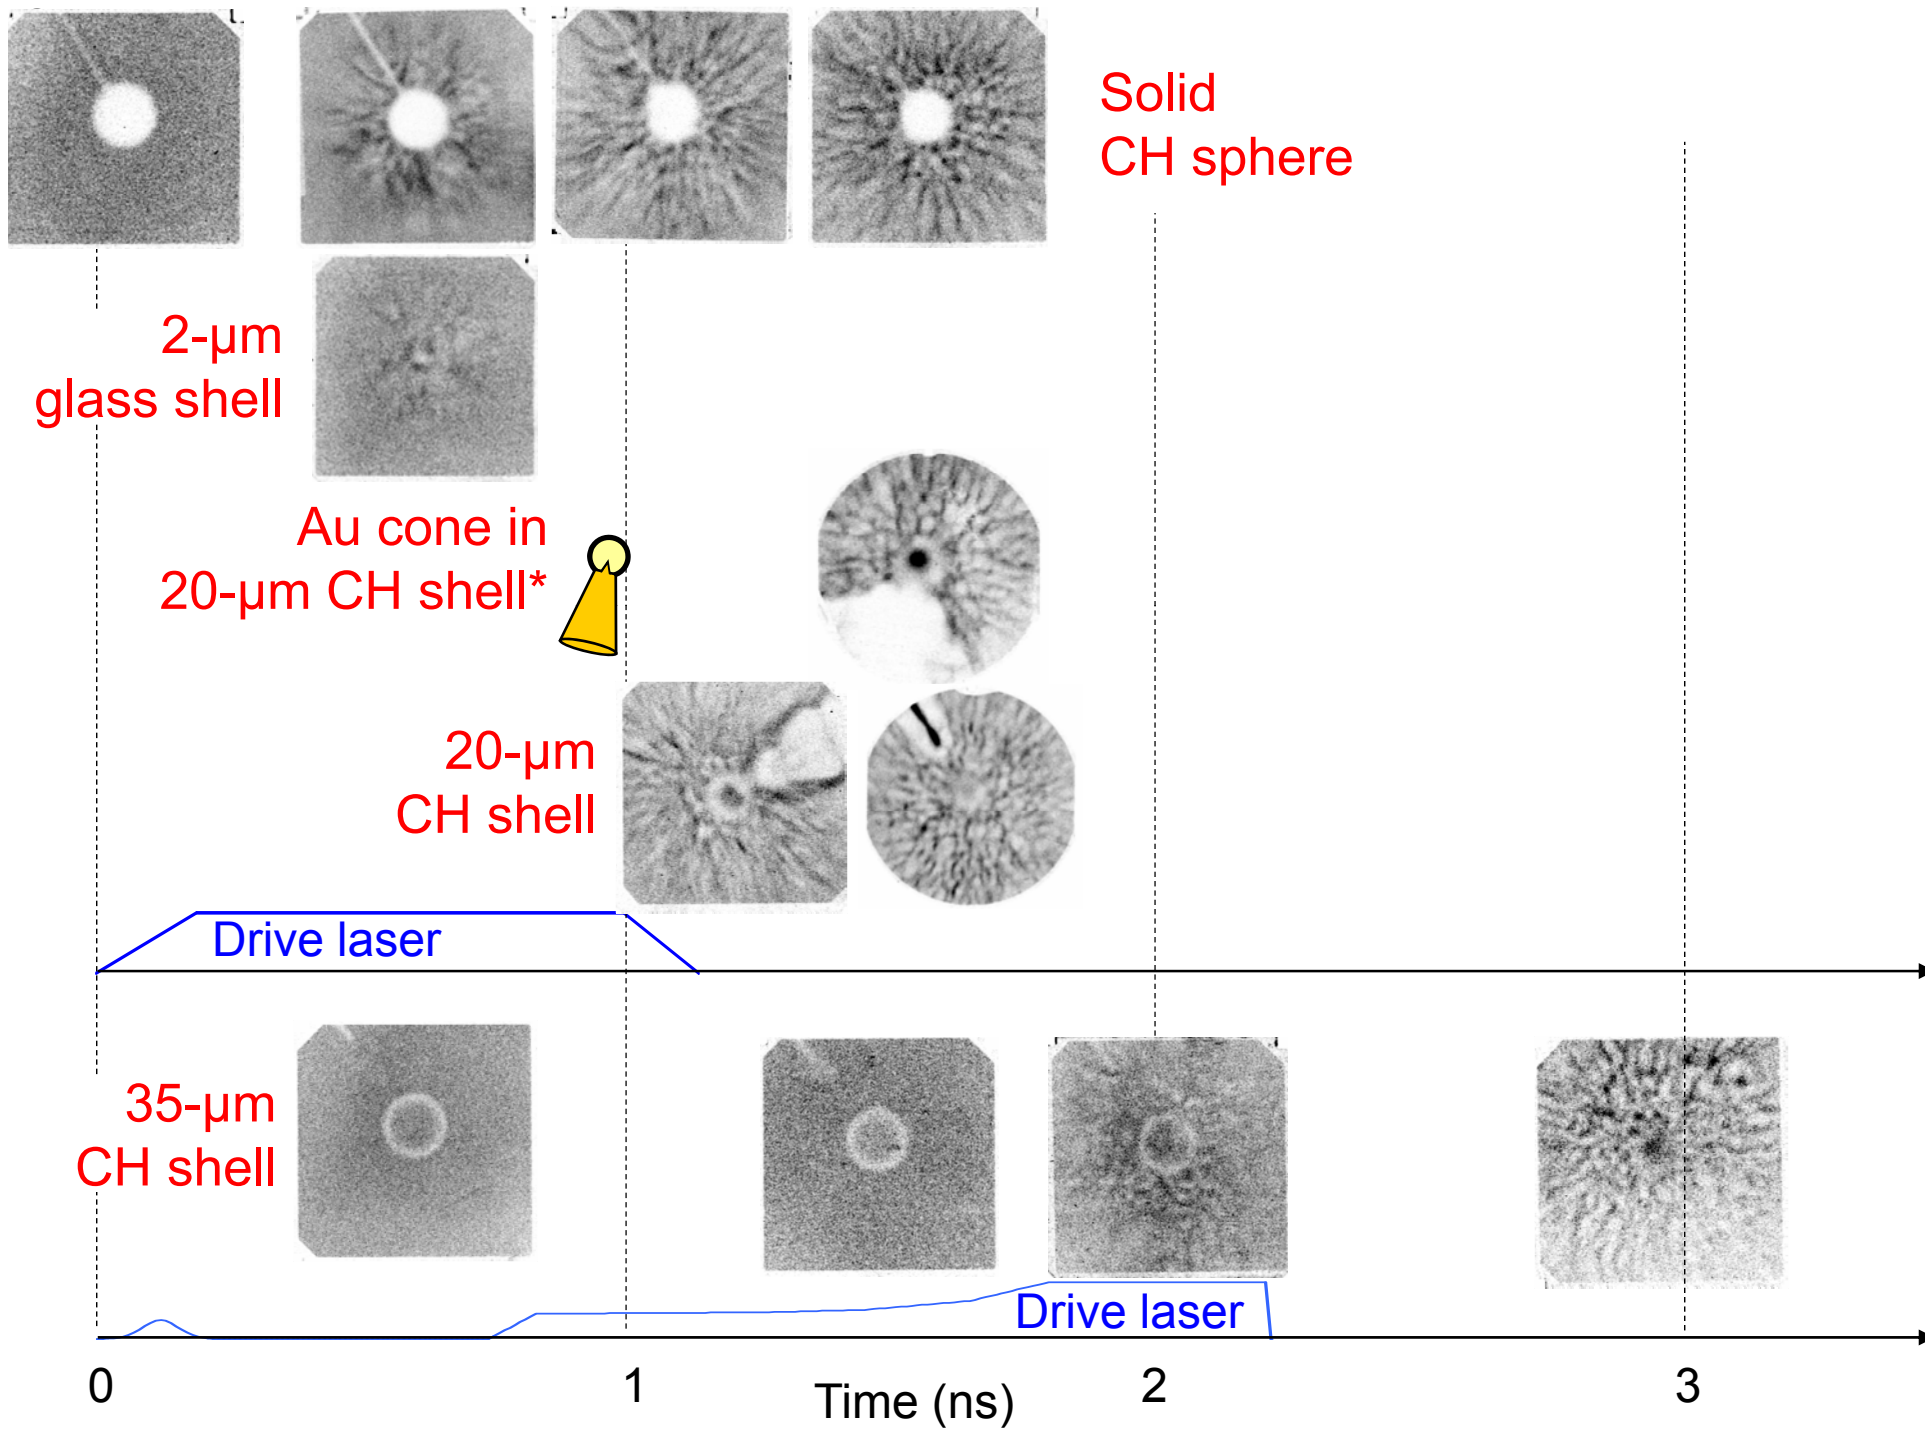 Solid
CH sphere
2-µm
glass shell
Au cone in
20-µm CH shell*
20-µm
CH shell
Drive laser
35-µm
CH shell
Drive laser
0
1
2
3
Time (ns)